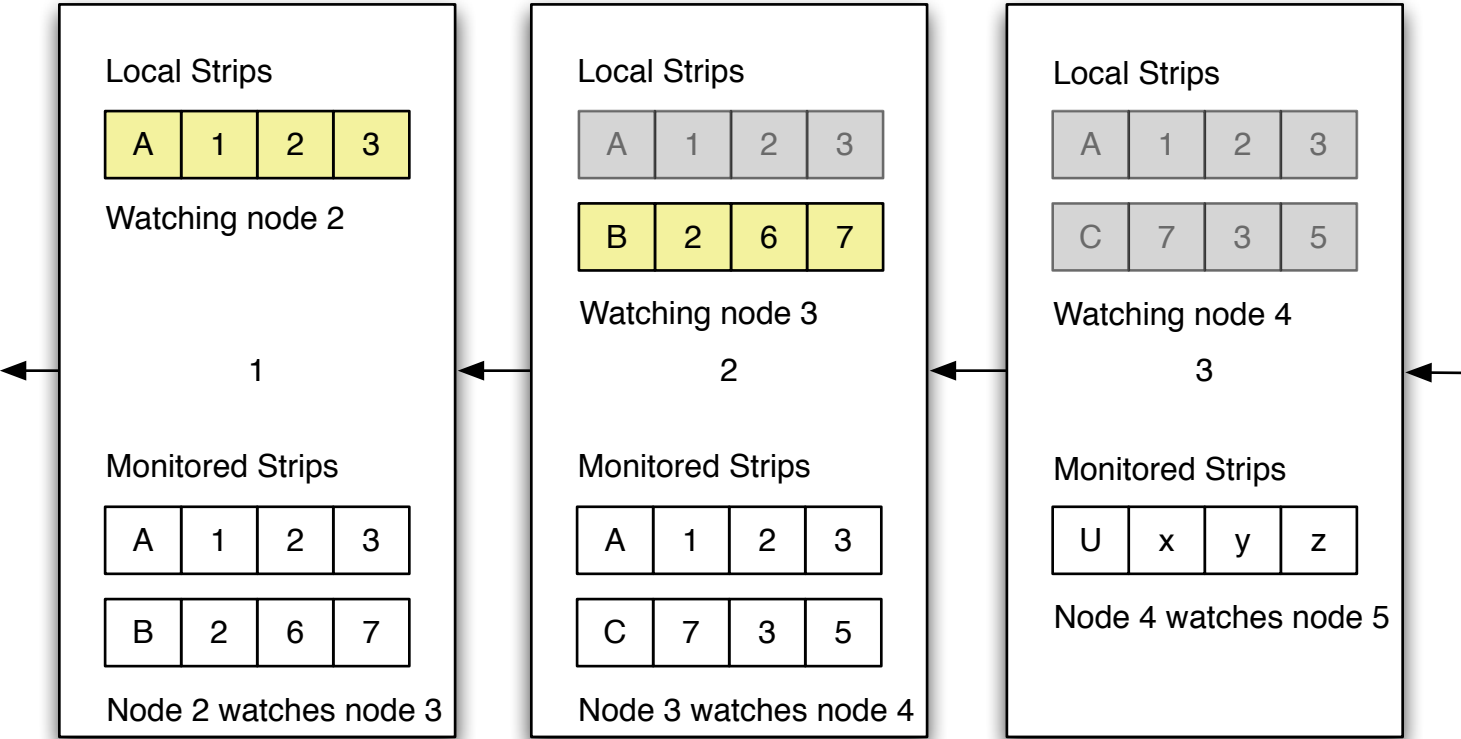 Local Strips
A 1 2 3
Watching node 2
1
Monitored Strips
A 1 2 3
B 2 6 7
Node 2 watches node 3
Local Strips
A 1 2 3
B 2 6 7
Watching node 3
2
Monitored Strips
A 1 2 3
C 7 3 5
Node 3 watches node 4
Local Strips
A 1 2 3
C 7 3 5
Watching node 4
3
Monitored Strips
U x y z
Node 4 watches node 5